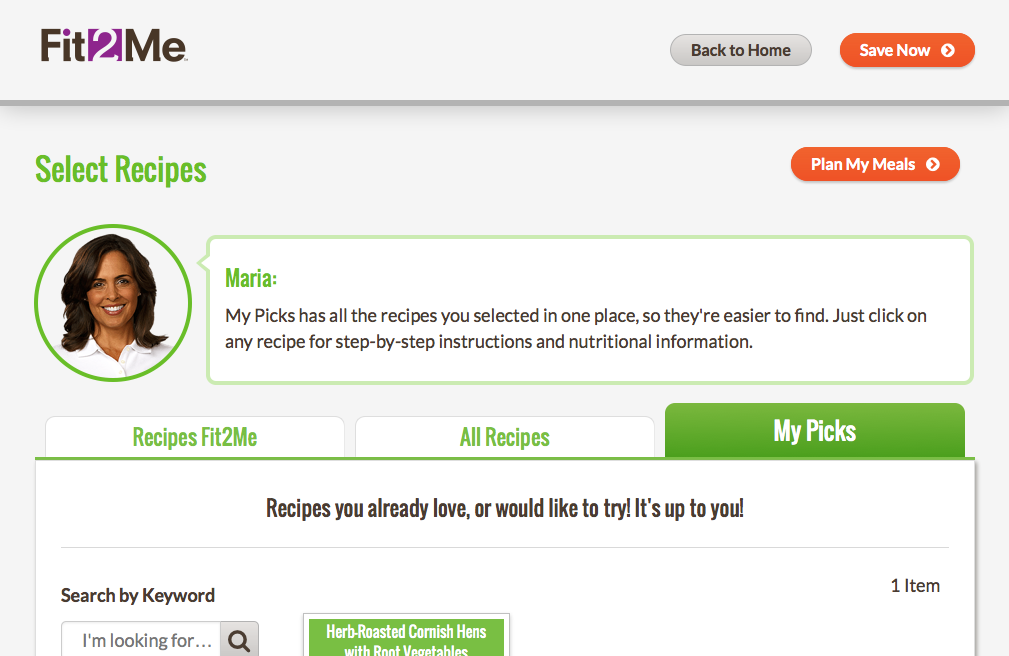 Fit2Me
Back to Home
Save Now
Select Recipes
Plan My Meals
Maria:
My Picks has all the recipes you selected in one place, so they're easier to find. Just click on
any recipe for step-by-step instructions and nutritional information.
Recipes Fit2Me
All Recipes
My Picks
Recipes you already love, or would like to try! It's up to you!
1 Item
Search by Keyword
I'm looking for...
Herb-Roasted Cornish Hens
with Root Vegetables